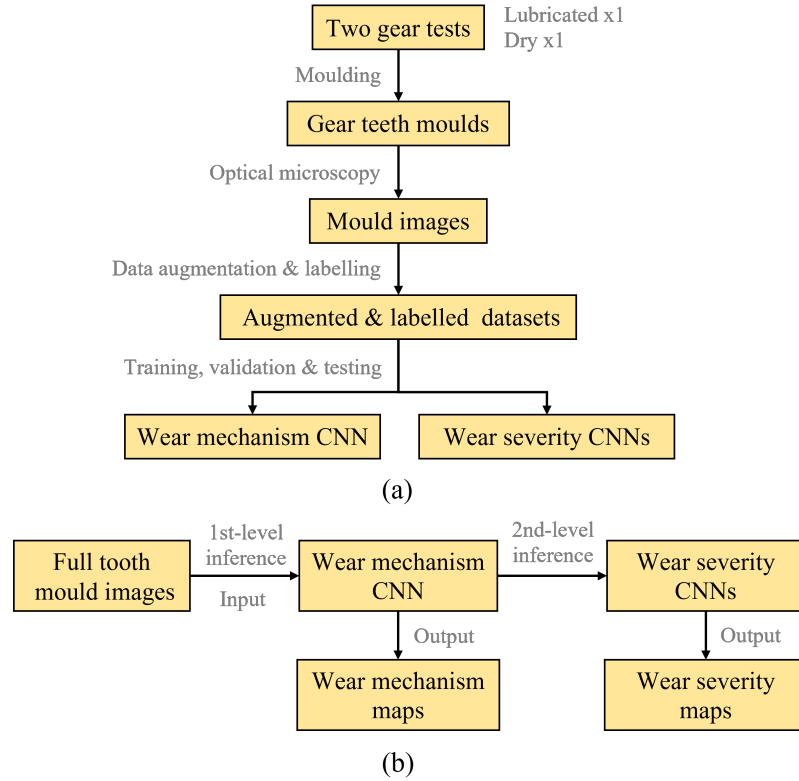 Two gear tests
Lubricated x1
Dry x1
Moulding
Gear teeth moulds
Optical microscopy
Mould images
Data augmentation & labelling
Augmented & labelled datasets
Training, validation & testing
Wear mechanism CNN
Wear severity CNNs
(a)
Full tooth
mould images
1st-level
inference
Input
Wear mechanism
CNN
2nd-level
inference
Wear severity
CNNs
Output
Output
Wear mechanism
maps
Wear severity
maps
(b)